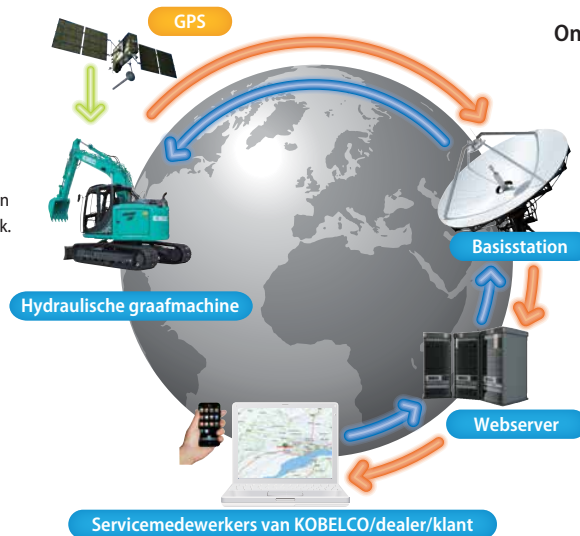 GPS
On
n
k.
Basisstation
Hydraulische graafmachine
Webserver
Servicemedewerkers van KOBELCO/dealer/klant